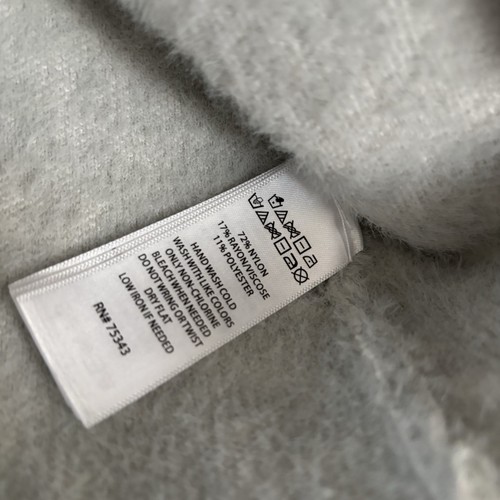 72% NYLON
17% RAYON/VISCOSE
11% POLYESTER
HAND WASH COLD
WASH WITH LIKE COLORS
ONLY NON-CHLORINE
BLEACH WHEN NEEDED
DO NOT WRING OR TWIST
DRY FLAT
LOW IRON IF NEEDED
RN# 75343